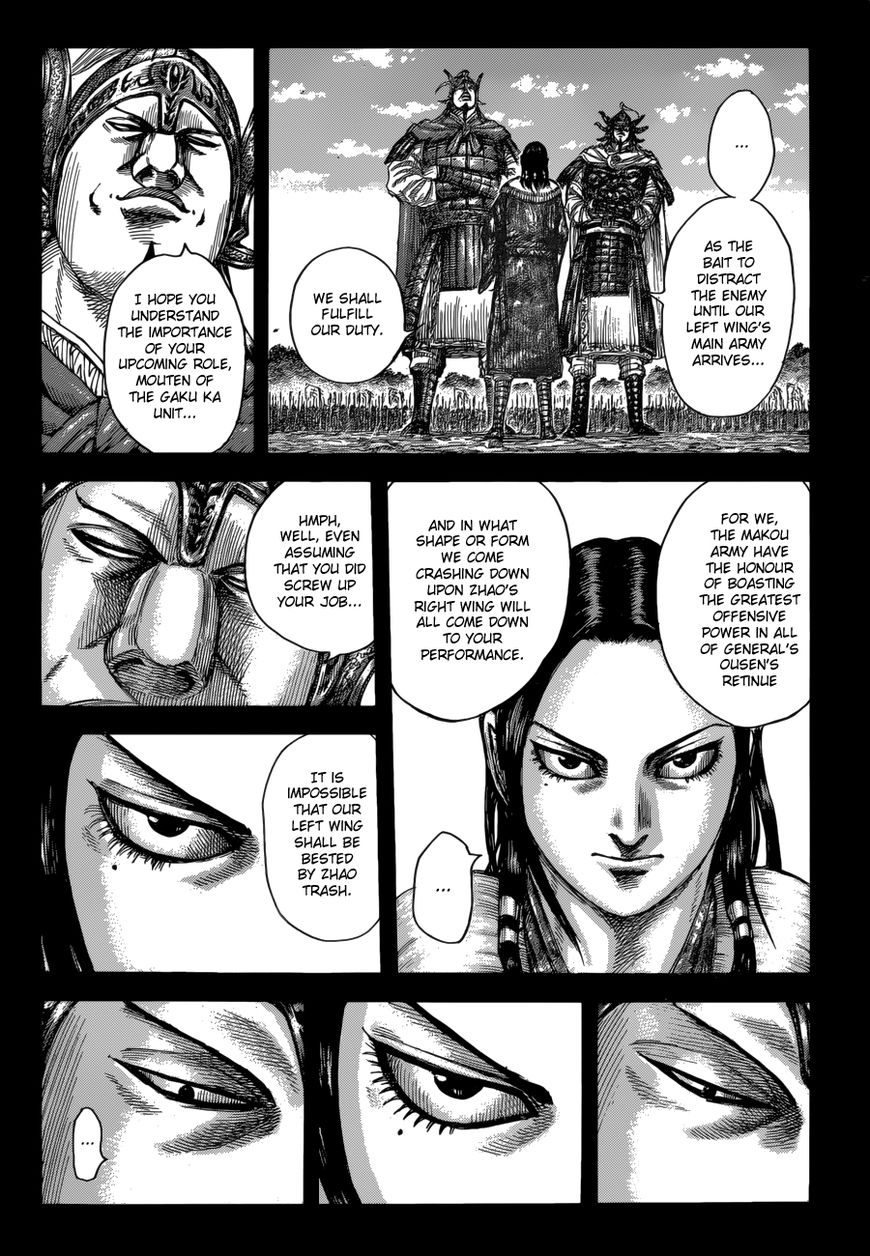 ...
AS THE
BAIT TO
DISTRACT
THE ENEMY
UNTIL OUR
LEFT WING'S
MAIN ARMY
ARRIVES...
WE SHALL
FULFILL
OUR DUTY.
I HOPE YOU
UNDERSTAND
THE IMPORTANCE
OF YOUR
UPCOMING ROLE,
MOUTEN OF
THE GAKU KA
UNIT...
FOR WE,
THE MAKOU
ARMY HAVE
THE HONOUR
OF BOASTING
THE GREATEST
OFFENSIVE
POWER IN ALL
OF GENERAL'S
OUSEN'S
RETINUE
AND IN WHAT
SHAPE OR FORM
WE COME
CRASHING DOWN
UPON ZHAO'S
RIGHT WING WILL
ALL COME DOWN
TO YOUR
PERFORMANCE.
...
HMPH,
WELL, EVEN
ASSUMING
THAT YOU DID
SCREW UP
YOUR JOB...
IT IS
IMPOSSIBLE
THAT OUR
LEFT WING
SHALL BE
BESTED
BY ZHAO
TRASH.
...